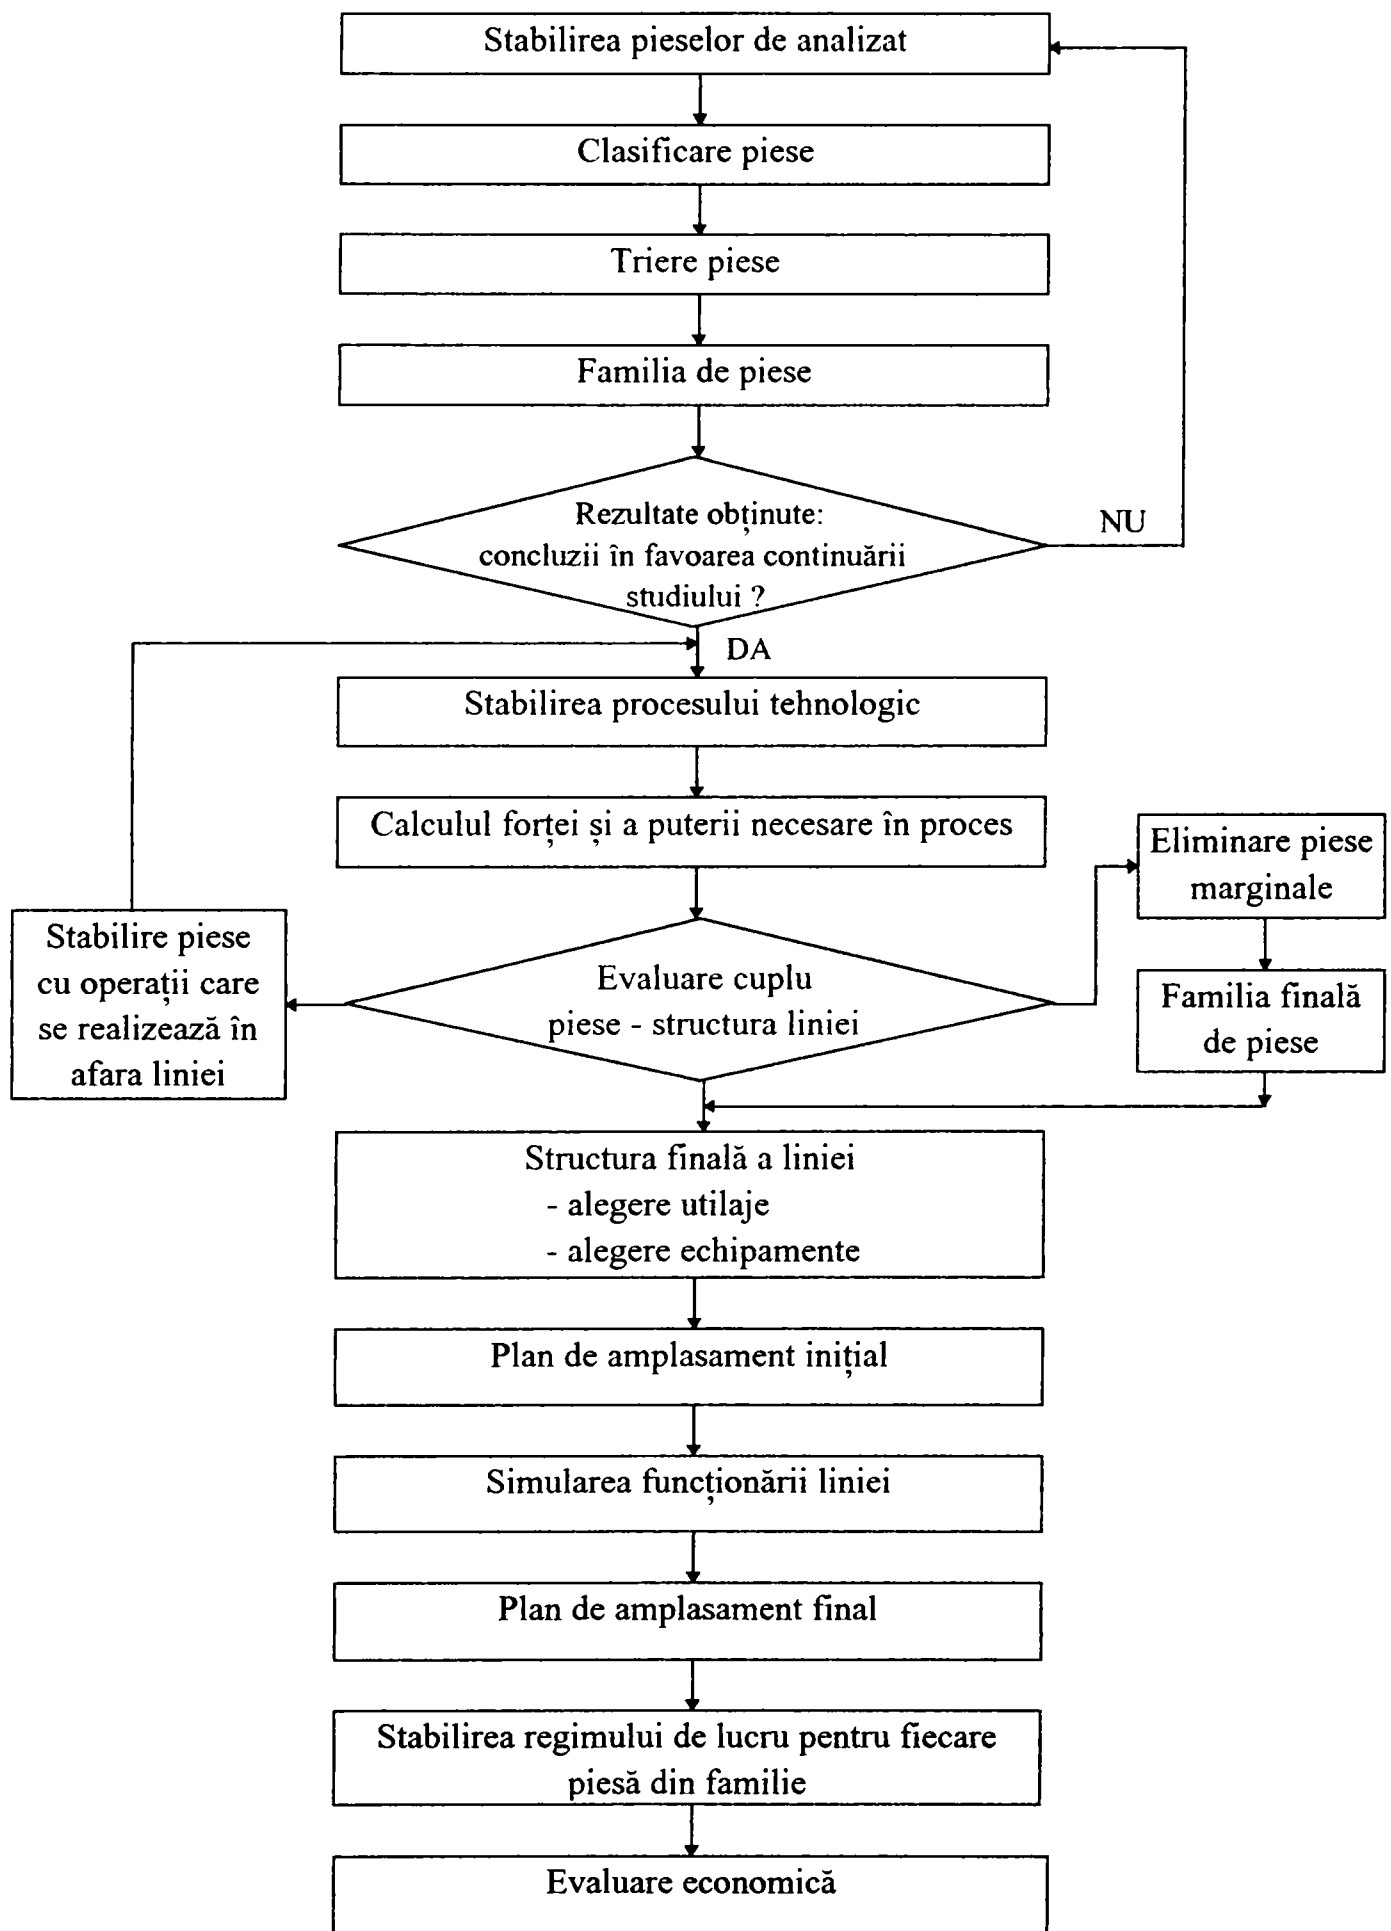 Stabilirea pieselor de analizat
Clasificare piese
Triere piese
Familia de piese
Rezultate obținute:
concluzii în favoarea continuării
studiului ?
NU
DA
Stabilirea procesului tehnologic
Calculul forței și a puterii necesare în proces
Eliminare piese
marginale
Stabilire piese
cu operații care
se realizează în
afara liniei
Evaluare cuplu
piese - structura liniei
Familia finală
de piese
Structura finală a liniei
- alegere utilaje
- alegere echipamente
Plan de amplasament inițial
Simularea funcționării liniei
Plan de amplasament final
Stabilirea regimului de lucru pentru fiecare
piesă din familie
Evaluare economică